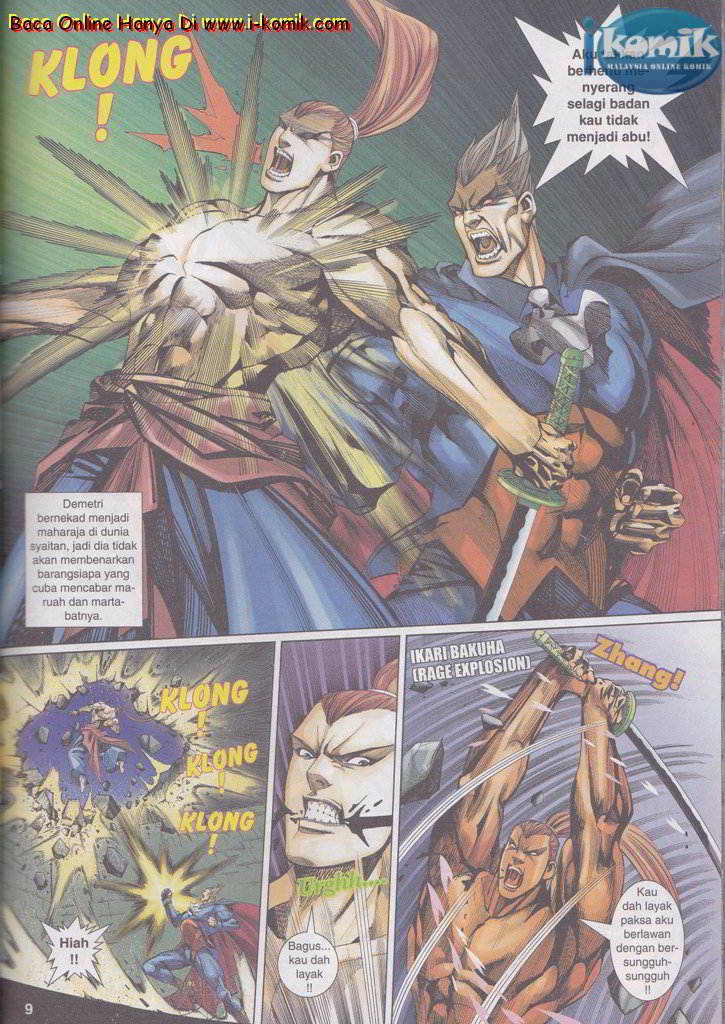 Baca Online Hanya Di www.i-komik.com
ikomik
MALAYSIA ONLINE KOMIK
KLONG
!
Aku
berhenti me-
nyerang
selagi badan
kau tidak
menjadi abu!
Demetri
bernekad menjadi
maharaja di dunia
syaitan, jadi dia tidak
akan membenarkan
barangsiapa yang
cuba mencabar ma-
ruah dan marta-
batnya.
KLONG
!
KLONG
!
KLONG
!
Hiah
!!
Urghh....
Bagus...
kau dah
layak
!!
IKARI BAKUHA
(RAGE EXPLOSION)
Zhang!
Kau
dah layak
paksa aku
berlawan
dengan ber-
sungguh-
sungguh
!!
9